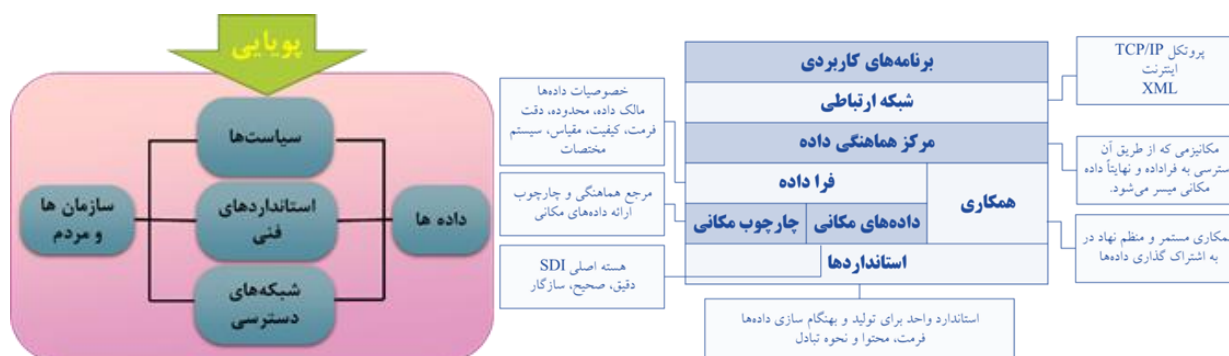 پویایی
سیاست‌ها
سازمان ها
و مردم
استانداردهای
فنی
داده ها
شبکه‌های
دسترسی
برنامه‌های کاربردی
شبکه ارتباطی
مرکز هماهنگی داده
فرا داده
همکاری
داده‌های مکانی
چارچوب مکانی
استانداردها
پروتکل TCP/IP
اینترنت
XML
مکانیزمی که از طریق آن
سترسی به فراداده و نهایتاً داده
مکانی میسر می‌شود.
مکاری مستمر و منظم نهاد در
به اشتراک گذاری داده‌ها
خصوصیات داده‌ها
مالک داده، محدوده، دقت
فرمت، کیفیت، مقیاس، سیستم
مختصات
مرجع هماهنگی و چارچوب
ارائه داده‌های مکانی
هسته اصلی SDI
دقیق، صحیح، سازگار
استاندارد واحد برای تولید و بهنگام سازی داده‌ها
فرمت، محتوا و نحوه تبادل